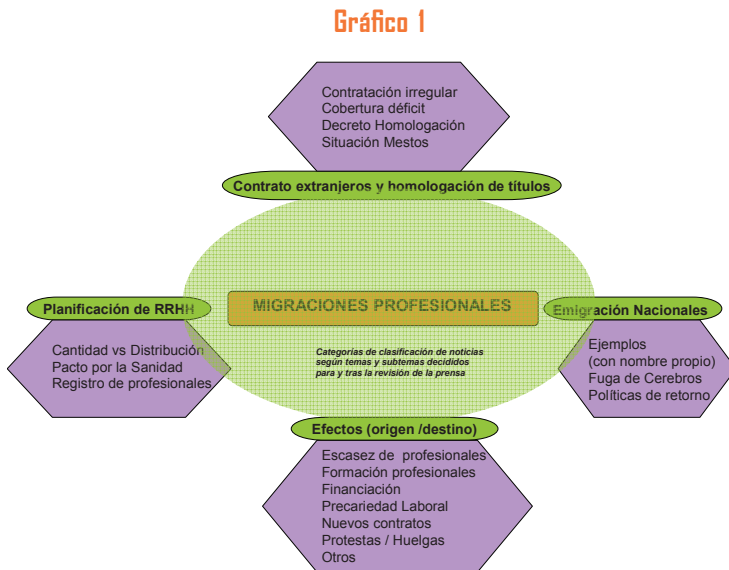 Gráfico 1
Contratación irregular
Cobertura déficit
Decreto Homologación
Situación Mestos
Contrato extranjeros y homologación de títulos
MIGRACIONES PROFESIONALES
Categorías de clasificación de noticias
según temas y subtemas decididos
para y tras la revisión de la prensa
Planificación de RRHH
Cantidad vs Distribución
Pacto por la Sanidad
Registro de profesionales
Emigración Nacionales
Ejemplos
(con nombre propio)
Fuga de Cerebros
Políticas de retorno
Efectos (origen /destino)
Escasez de profesionales
Formación profesionales
Financiación
Precariedad Laboral
Nuevos contratos
Protestas / Huelgas
Otros